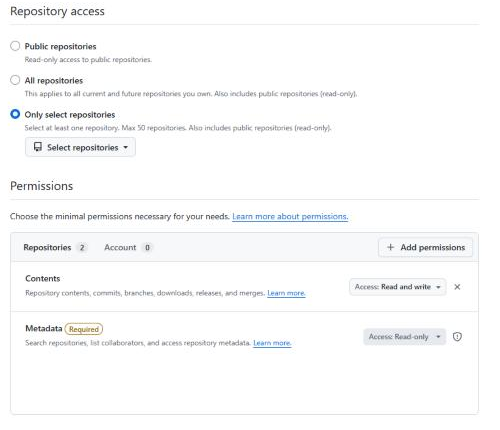 Repository access
Public repositories
Read-only access to public repositories.
All repositories
This applies to all current and future repositories you own. Also includes public repositories (read-only).
Only select repositories
Select at least one repository. Max 50 repositories. Also includes public repositories (read-only).
Select repositories
Permissions
Choose the minimal permissions necessary for your needs. Learn more about permissions.
Repositories 2 Account 0 + Add permissions
Contents
Repository contents, commits, branches, downloads, releases, and merges. Learn more.
Access: Read and write
Metadata Required
Search repositories, list collaborators, and access repository metadata. Learn more.
Access: Read-only